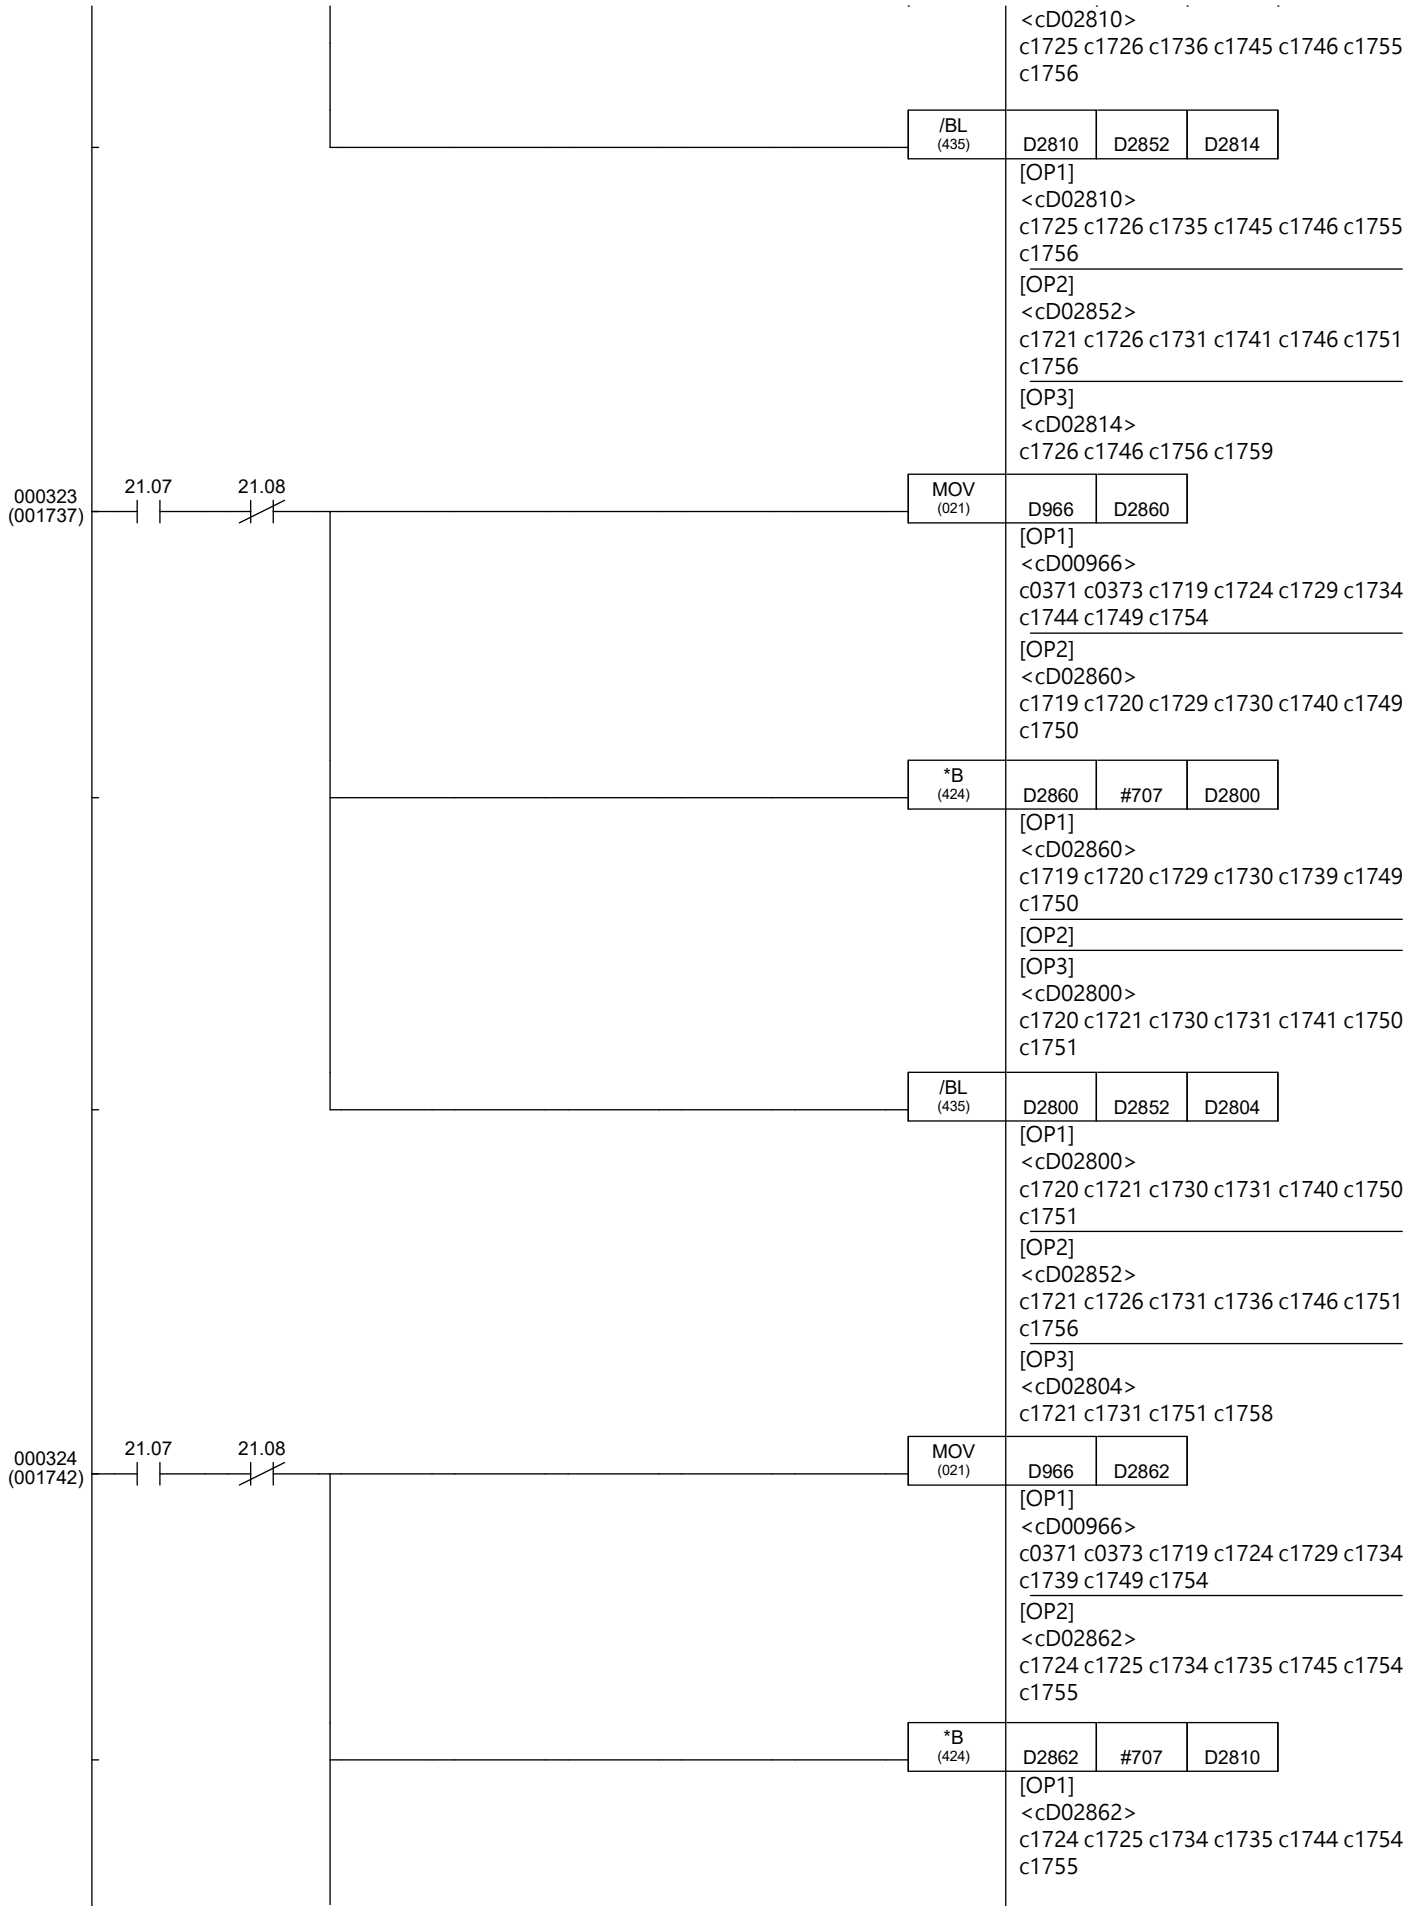 <cD02810>
c1725 c1726 c1736 c1745 c1746 c1755
c1756
/BL
(435)
D2810 D2852 D2814
[OP1]
<cD02810>
c1725 c1726 c1735 c1745 c1746 c1755
c1756
[OP2]
<cD02852>
c1721 c1726 c1731 c1741 c1746 c1751
c1756
[OP3]
<cD02814>
c1726 c1746 c1756 c1759
000323
(001737)
21.07 21.08
MOV
(021)
D966 D2860
[OP1]
<cD00966>
c0371 c0373 c1719 c1724 c1729 c1734
c1744 c1749 c1754
[OP2]
<cD02860>
c1719 c1720 c1729 c1730 c1740 c1749
c1750
*B
(424)
D2860 #707 D2800
[OP1]
<cD02860>
c1719 c1720 c1729 c1730 c1739 c1749
c1750
[OP2]
[OP3]
<cD02800>
c1720 c1721 c1730 c1731 c1741 c1750
c1751
/BL
(435)
D2800 D2852 D2804
[OP1]
<cD02800>
c1720 c1721 c1730 c1731 c1740 c1750
c1751
[OP2]
<cD02852>
c1721 c1726 c1731 c1736 c1746 c1751
c1756
[OP3]
<cD02804>
c1721 c1731 c1751 c1758
000324
(001742)
21.07 21.08
MOV
(021)
D966 D2862
[OP1]
<cD00966>
c0371 c0373 c1719 c1724 c1729 c1734
c1739 c1749 c1754
[OP2]
<cD02862>
c1724 c1725 c1734 c1735 c1745 c1754
c1755
*B
(424)
D2862 #707 D2810
[OP1]
<cD02862>
c1724 c1725 c1734 c1735 c1744 c1754
c1755